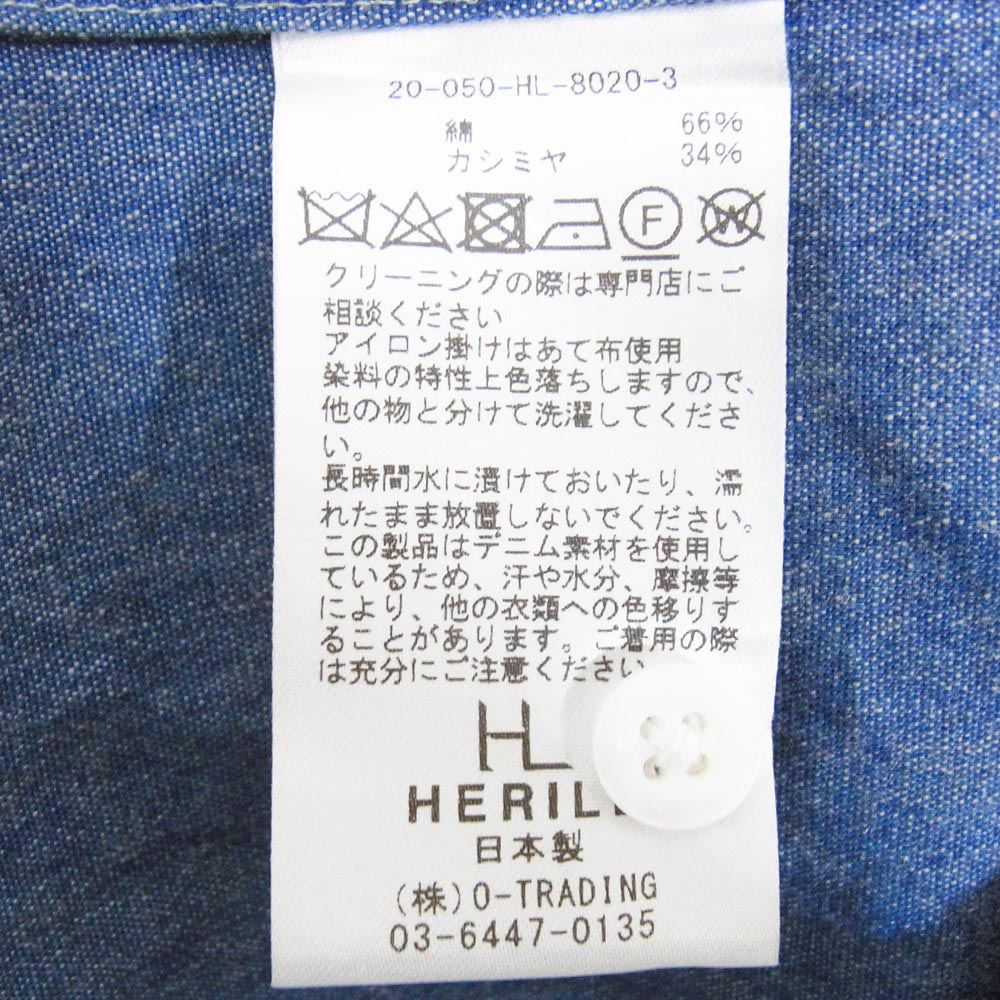 20-050-HL-8020-3
綿 66%
カシミヤ 34%
F W
クリーニングの際は専門店にご
相談ください
アイロン掛けはあて布使用
染料の特性上色落ちしますので、
他の物と分けて洗濯してくださ
い。
長時間水に漬けておいたり、濡
れたまま放置しないでください。
この製品はデニム素材を使用し
ているため、汗や水分、摩擦等
により、他の衣類への色移りす
ることがあります。ご着用の際
は充分にご注意ください
HL
HERILL
日本製
(株)O-TRADING
03-6447-0135